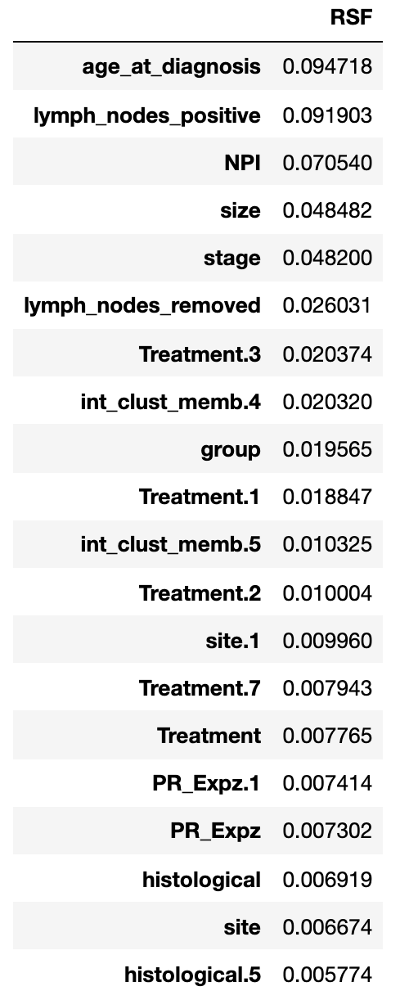 RSF
age_at_diagnosis 0.094718
lymph_nodes_positive 0.091903
NPI 0.070540
size 0.048482
stage 0.048200
lymph_nodes_removed 0.026031
Treatment.3 0.020374
int_clust_memb.4 0.020320
group 0.019565
Treatment.1 0.018847
int_clust_memb.5 0.010325
Treatment.2 0.010004
site.1 0.009960
Treatment.7 0.007943
Treatment 0.007765
PR_Expz.1 0.007414
PR_Expz 0.007302
histological 0.006919
site 0.006674
histological.5 0.005774